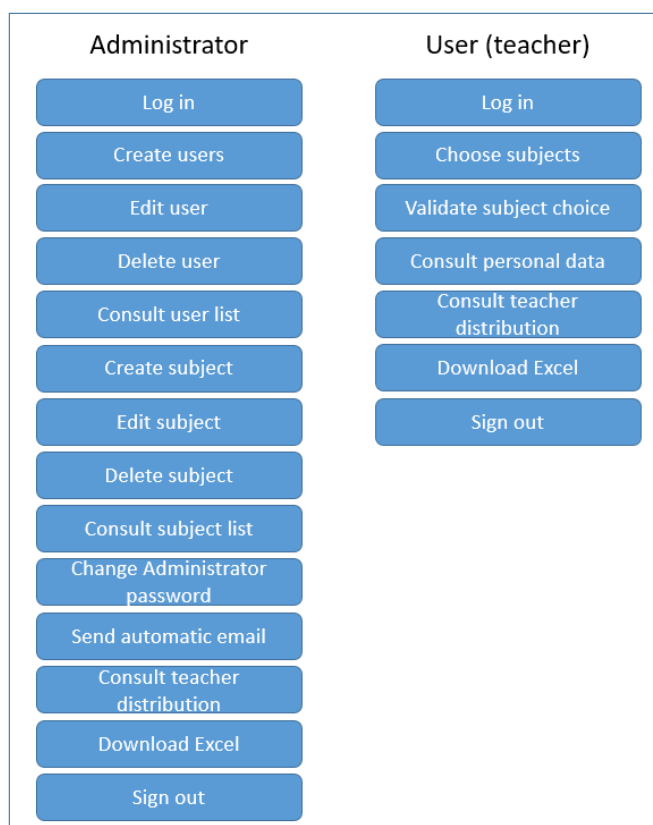 Administrator
Log in
Create users
Edit user
Delete user
Consult user list
Create subject
Edit subject
Delete subject
Consult subject list
Change Administrator
password
Send automatic email
Consult teacher
distribution
Download Excel
Sign out
User (teacher)
Log in
Choose subjects
Validate subject choice
Consult personal data
Consult teacher
distribution
Download Excel
Sign out